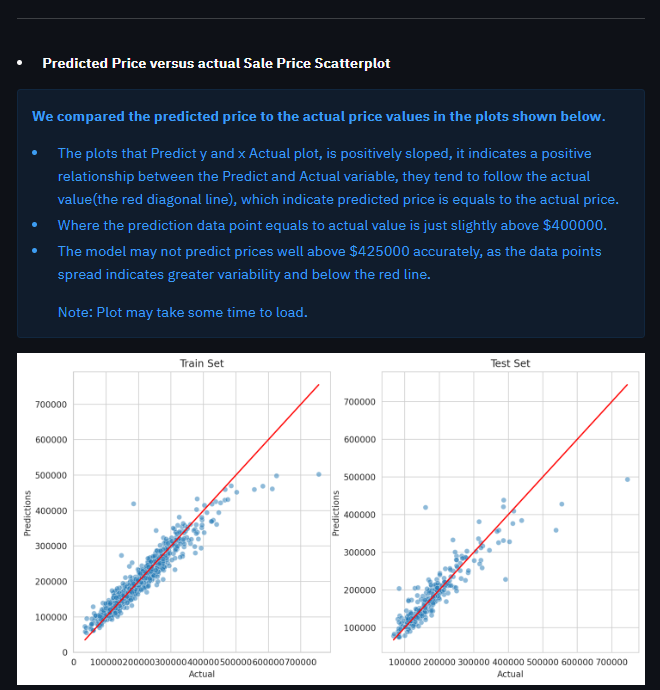 Predicted Price versus actual Sale Price Scatterplot
We compared the predicted price to the actual price values in the plots shown below.
The plots that Predict y and x Actual plot, is positively sloped, it indicates a positive
relationship between the Predict and Actual variable, they tend to follow the actual
value(the red diagonal line), which indicate predicted price is equals to the actual price.
Where the prediction data point equals to actual value is just slightly above $400000.
The model may not predict prices well above $425000 accurately, as the data points
spread indicates greater variability and below the red line.
Note: Plot may take some time to load.
Train Set
700000
600000
500000
400000
300000
200000
100000
0
Predictions
0 100000 200000 300000 400000 500000 600000 700000
Actual
Test Set
700000
600000
500000
400000
300000
200000
100000
Predictions
100000 200000 300000 400000 500000 600000 700000
Actual